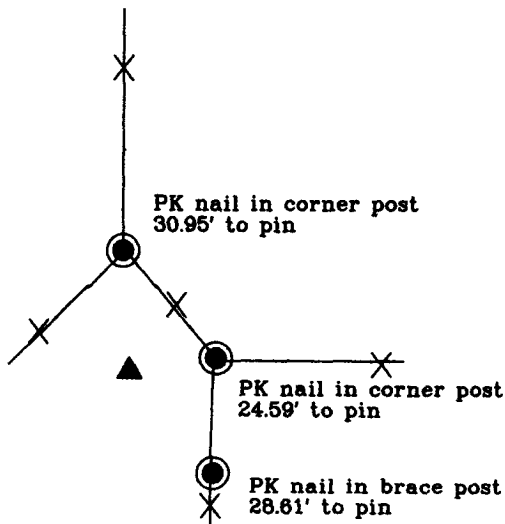 PK nail in corner post
30.95' to pin
PK nail in corner post
24.59' to pin
PK nail in brace post
28.61' to pin